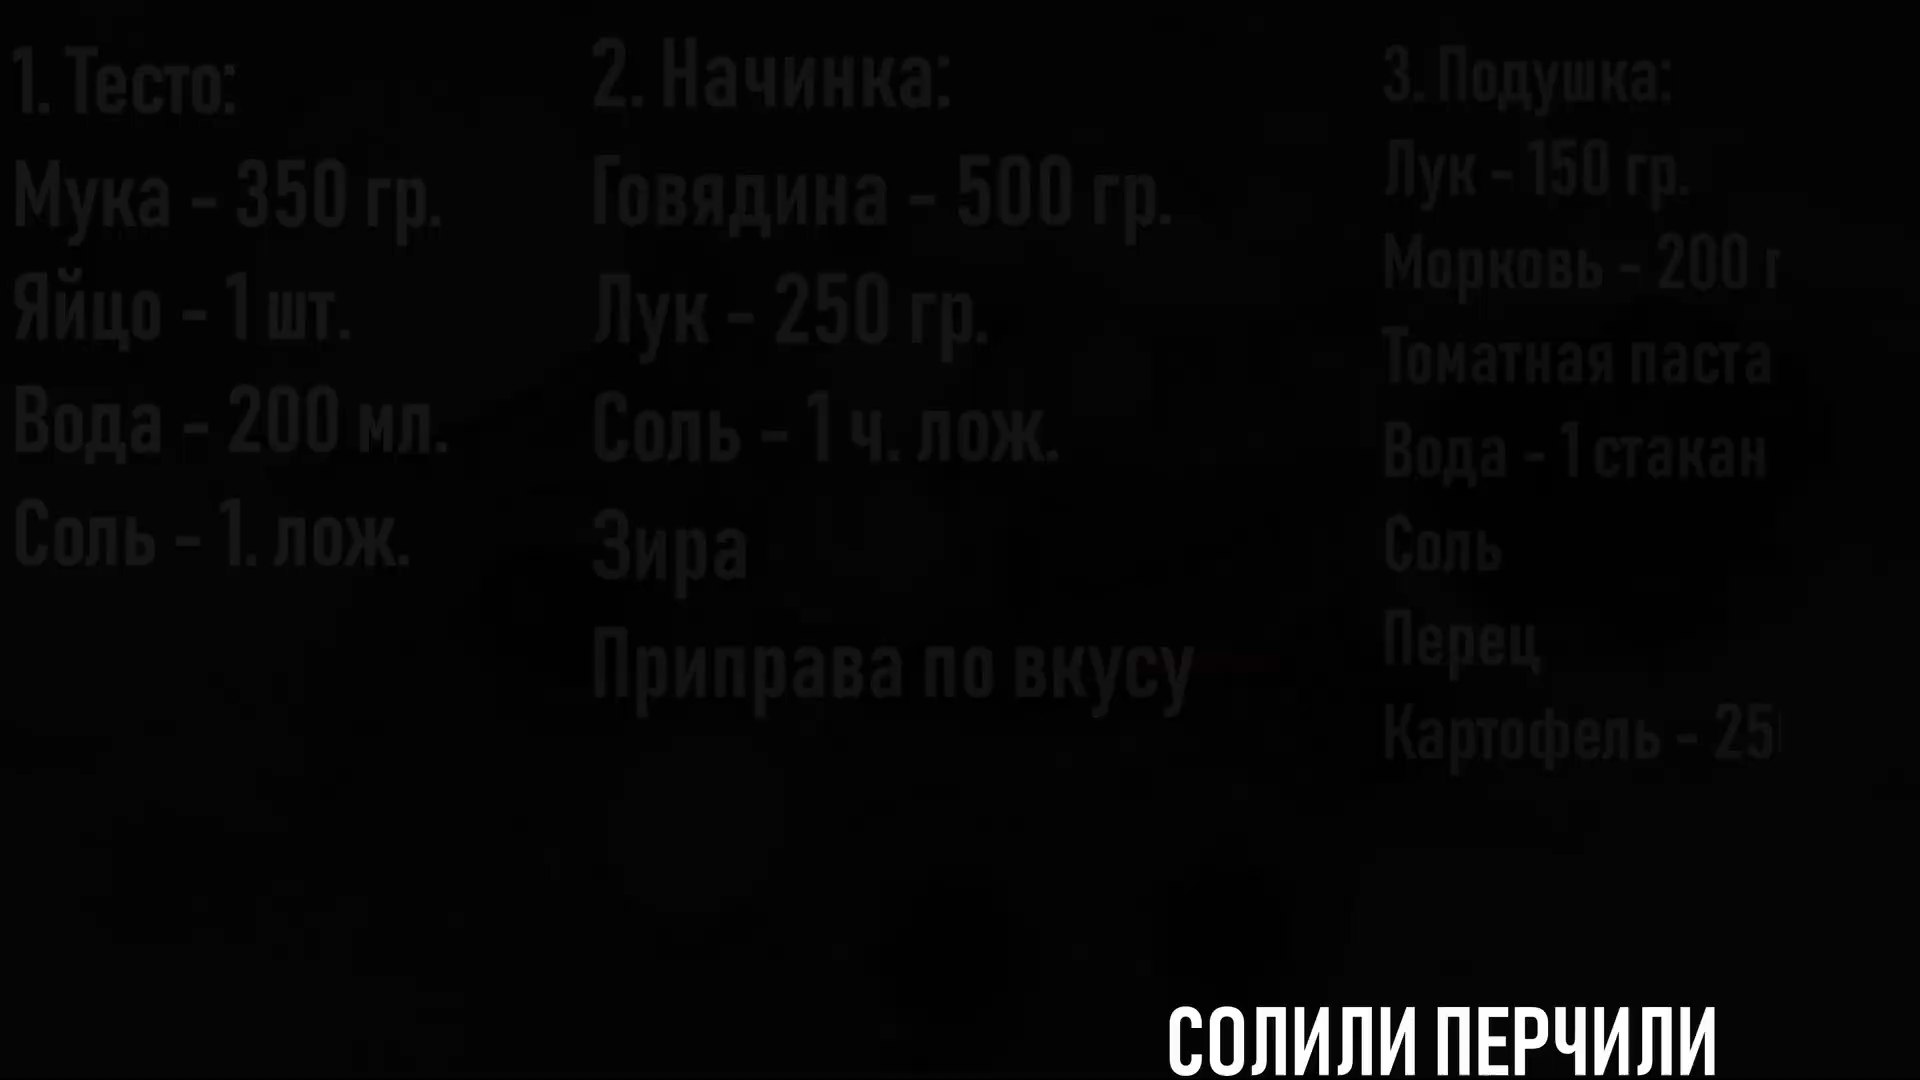 1. Тесто:
Мука - 350 гр.
Яйцо - 1 шт.
Вода - 200 мл.
Соль - 1. лож.
2. Начинка:
Говядина - 500 гр.
Лук - 250 гр.
Соль - 1 ч. лож.
Зира
Приправа по вкусу
3. Подушка:
Лук - 150 гр.
Морковь - 200 г
Томатная паста
Вода - 1 стакан
Соль
Перец
Картофель - 25
СОЛИЛИ ПЕРЧИЛИ